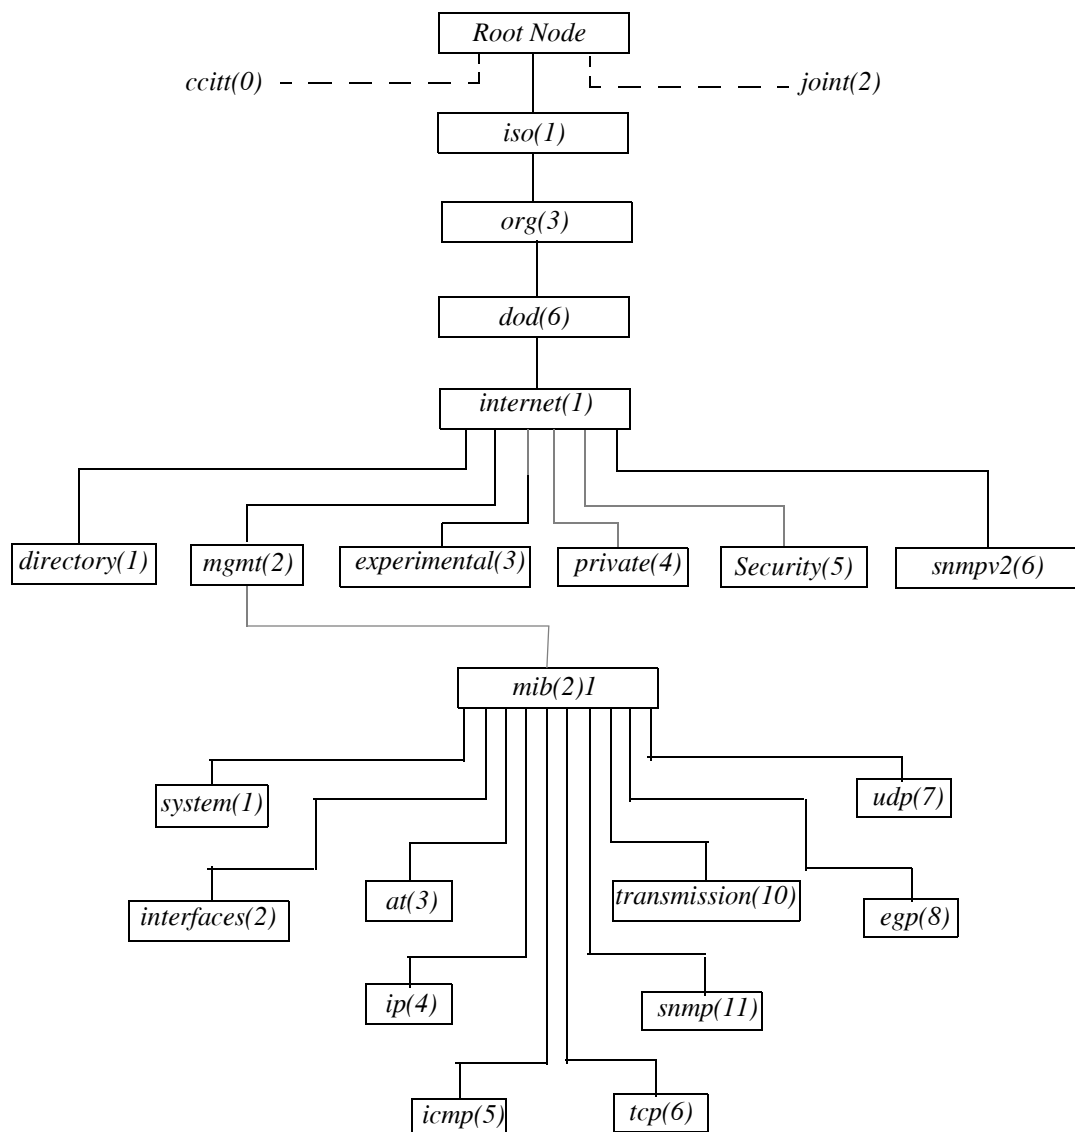 Root Node
ccitt(0)
joint(2)
iso(1)
org(3)
dod(6)
internet(1)
directory(1)
mgmt(2)
experimental(3)
private(4)
Security(5)
snmpv2(6)
mib(2)1
system(1)
udp(7)
interfaces(2)
at(3)
transmission(10)
egp(8)
ip(4)
snmp(11)
icmp(5)
tcp(6)